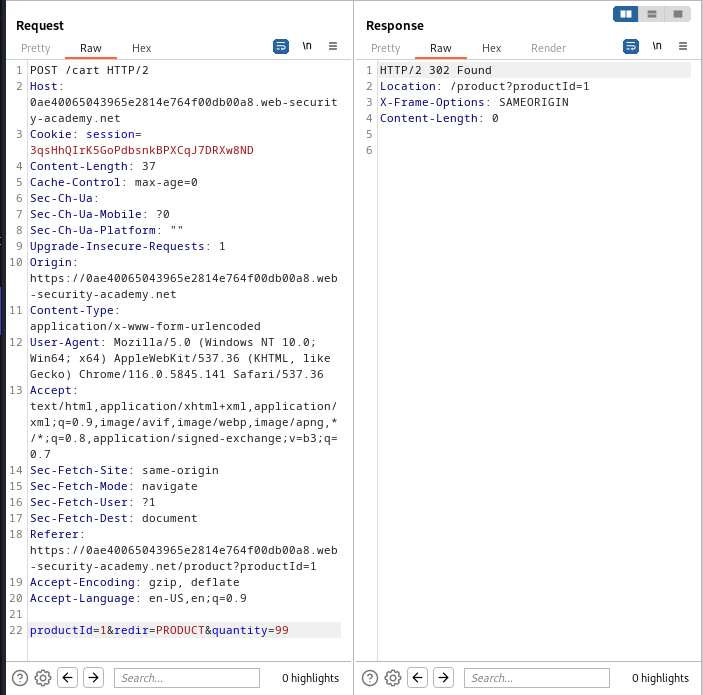 Request
Pretty Raw Hex \n
1 POST /cart HTTP/2
2 Host:
0ae40065043965e2814e764f00db00a8.web-securit
y-academy.net
3 Cookie: session=
3qsHhQIrK5GoPdbsnkBPXCqJ7DRXw8ND
4 Content-Length: 37
5 Cache-Control: max-age=0
6 Sec-Ch-Ua:
7 Sec-Ch-Ua-Mobile: ?0
8 Sec-Ch-Ua-Platform: ""
9 Upgrade-Insecure-Requests: 1
10 Origin:
https://0ae40065043965e2814e764f00db00a8.web
-security-academy.net
11 Content-Type:
application/x-www-form-urlencoded
12 User-Agent: Mozilla/5.0 (Windows NT 10.0;
Win64; x64) AppleWebKit/537.36 (KHTML, like
Gecko) Chrome/116.0.5845.141 Safari/537.36
13 Accept:
text/html,application/xhtml+xml,application/
xml;q=0.9,image/avif,image/webp,image/apng,*
/*;q=0.8,application/signed-exchange;v=b3;q=
0.7
14 Sec-Fetch-Site: same-origin
15 Sec-Fetch-Mode: navigate
16 Sec-Fetch-User: ?1
17 Sec-Fetch-Dest: document
18 Referer:
https://0ae40065043965e2814e764f00db00a8.web
-security-academy.net/product?productId=1
19 Accept-Encoding: gzip, deflate
20 Accept-Language: en-US,en;q=0.9
21
22 productId=1&redir=PRODUCT&quantity=99
Search... 0 highlights
Response
Pretty Raw Hex Render \n
1 HTTP/2 302 Found
2 Location: /product?productId=1
3 X-Frame-Options: SAMEORIGIN
4 Content-Length: 0
5
6
Search... 0 highlights